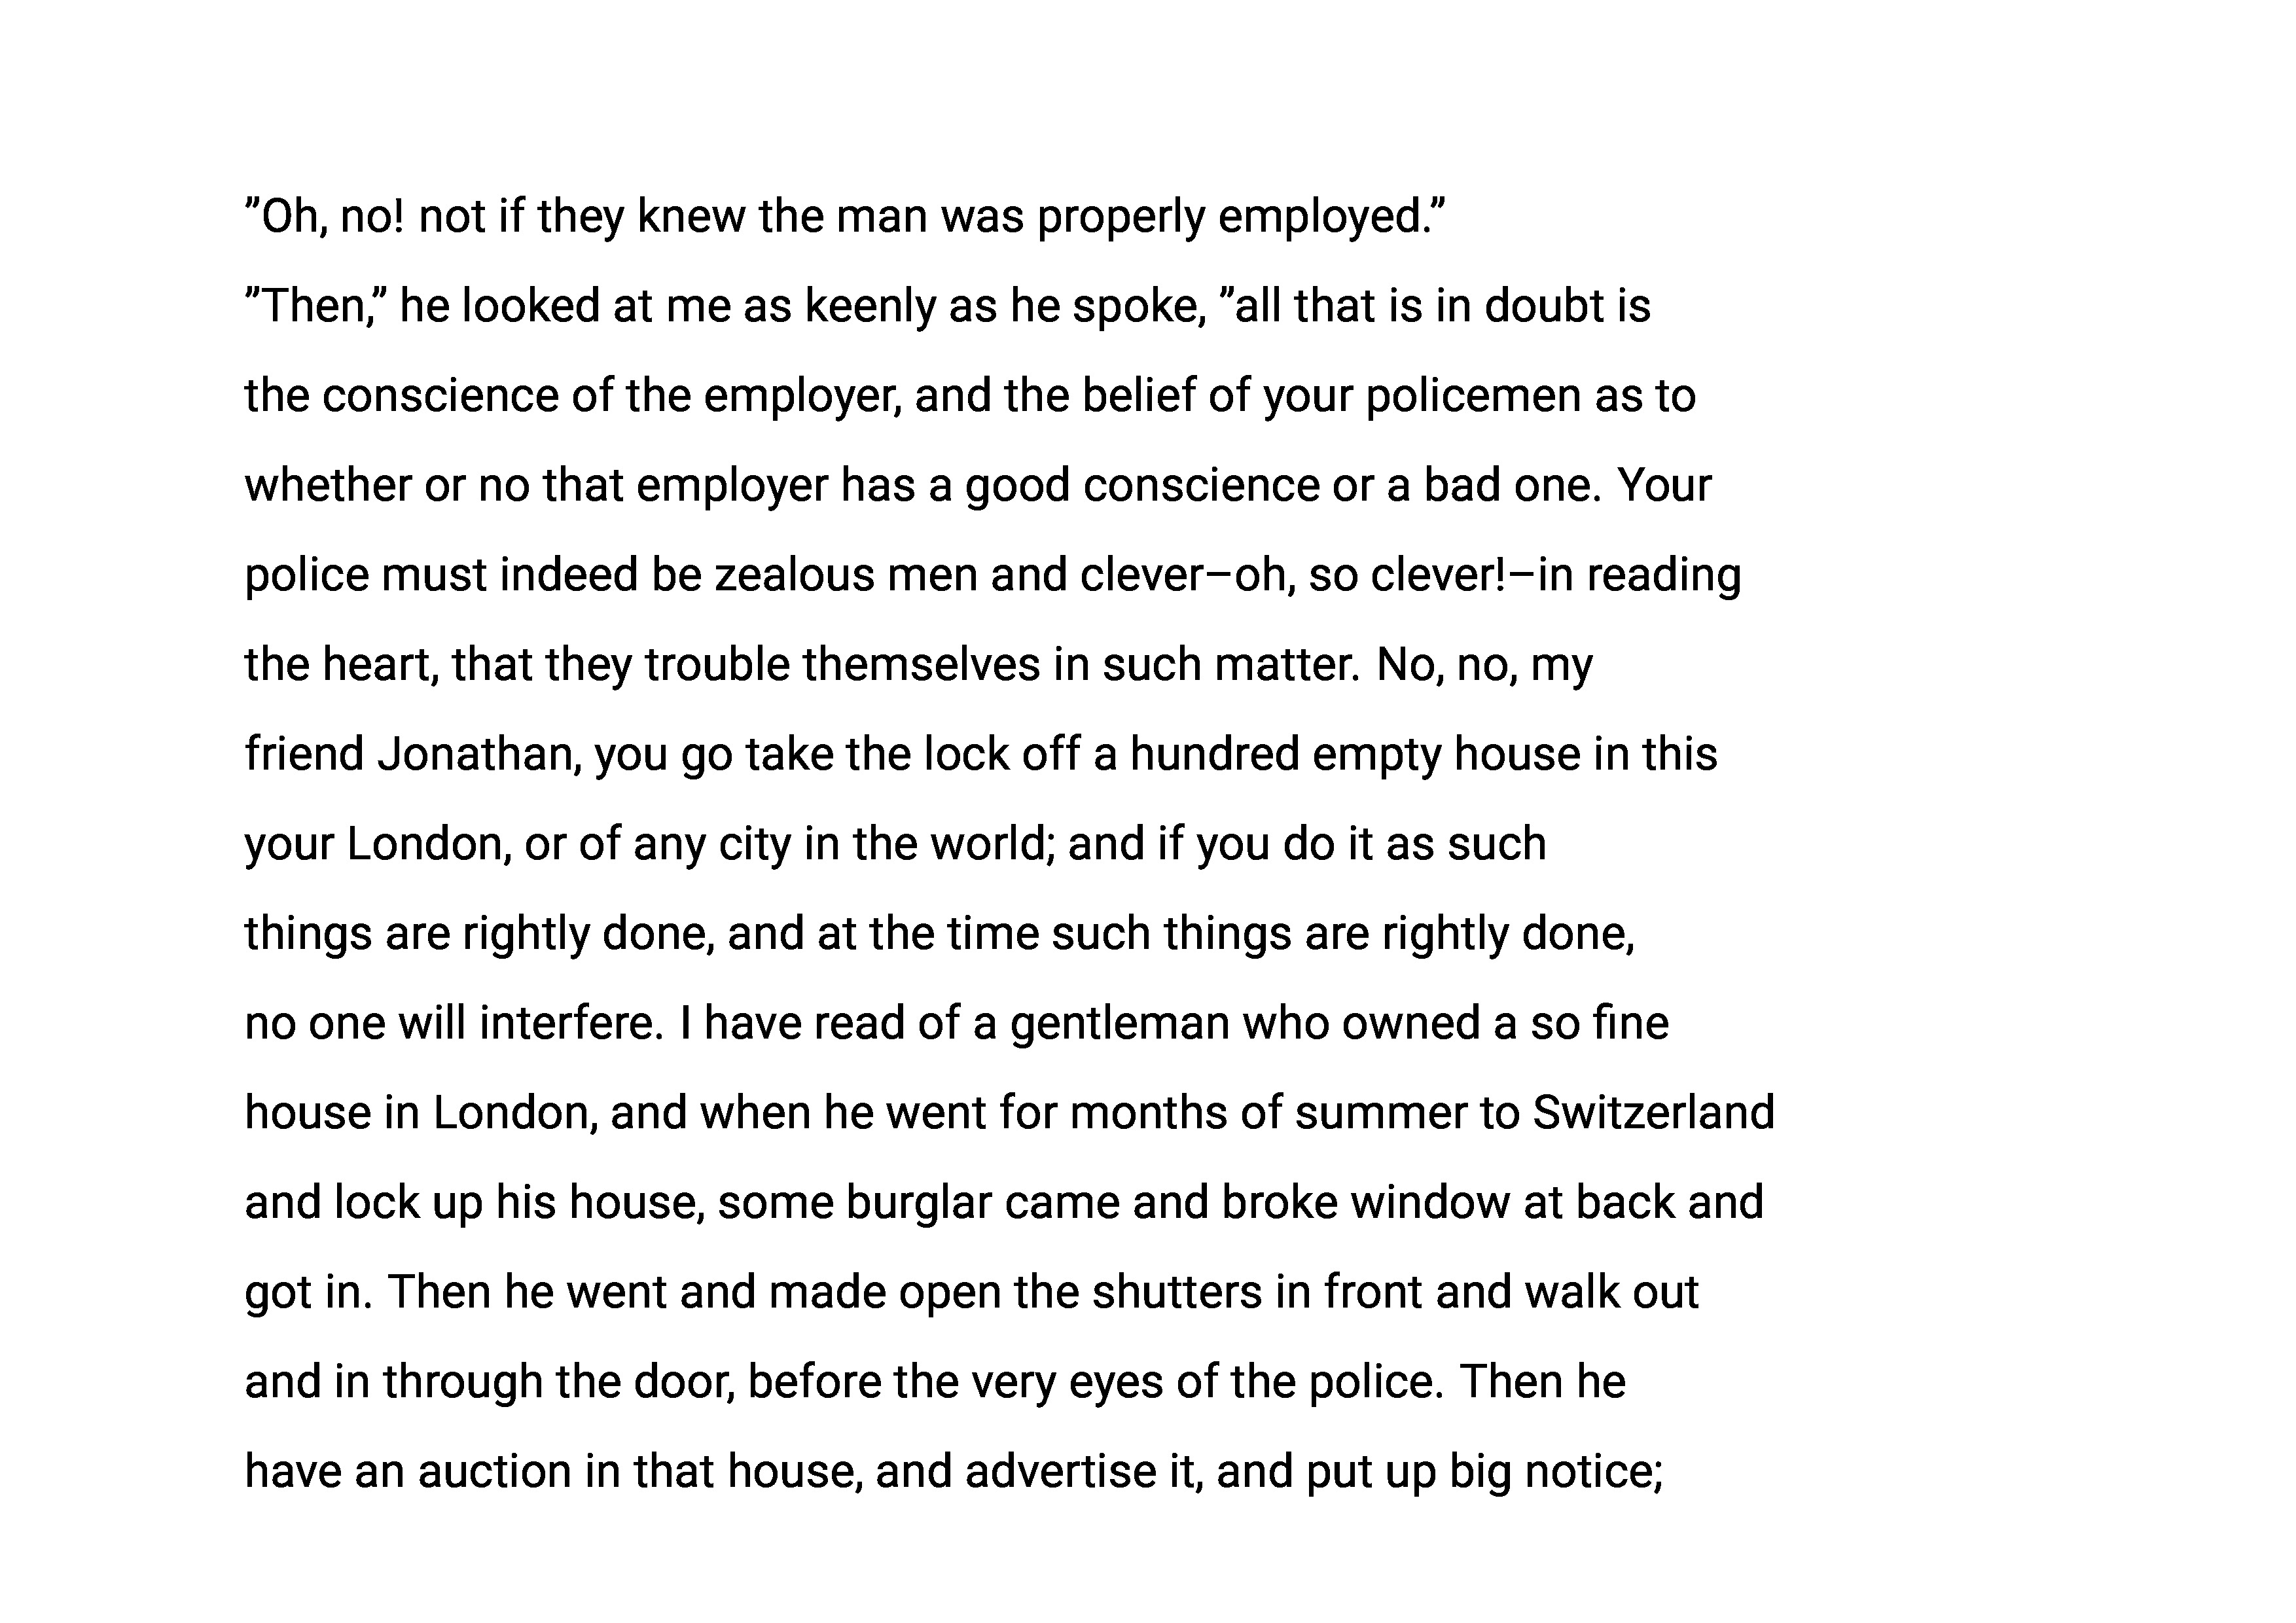 ”Oh, no! not if they knew the man was properly employed.”
”Then,” he looked at me as keenly as he spoke, ”all that is in doubt is
the conscience of the employer, and the belief of your policemen as to
whether or no that employer has a good conscience or a bad one. Your
police must indeed be zealous men and clever–oh, so clever!–in reading
the heart, that they trouble themselves in such matter. No, no, my
friend Jonathan, you go take the lock off a hundred empty house in this
your London, or of any city in the world; and if you do it as such
things are rightly done, and at the time such things are rightly done,
no one will interfere. I have read of a gentleman who owned a so fine
house in London, and when he went for months of summer to Switzerland
and lock up his house, some burglar came and broke window at back and
got in. Then he went and made open the shutters in front and walk out
and in through the door, before the very eyes of the police. Then he
have an auction in that house, and advertise it, and put up big notice;